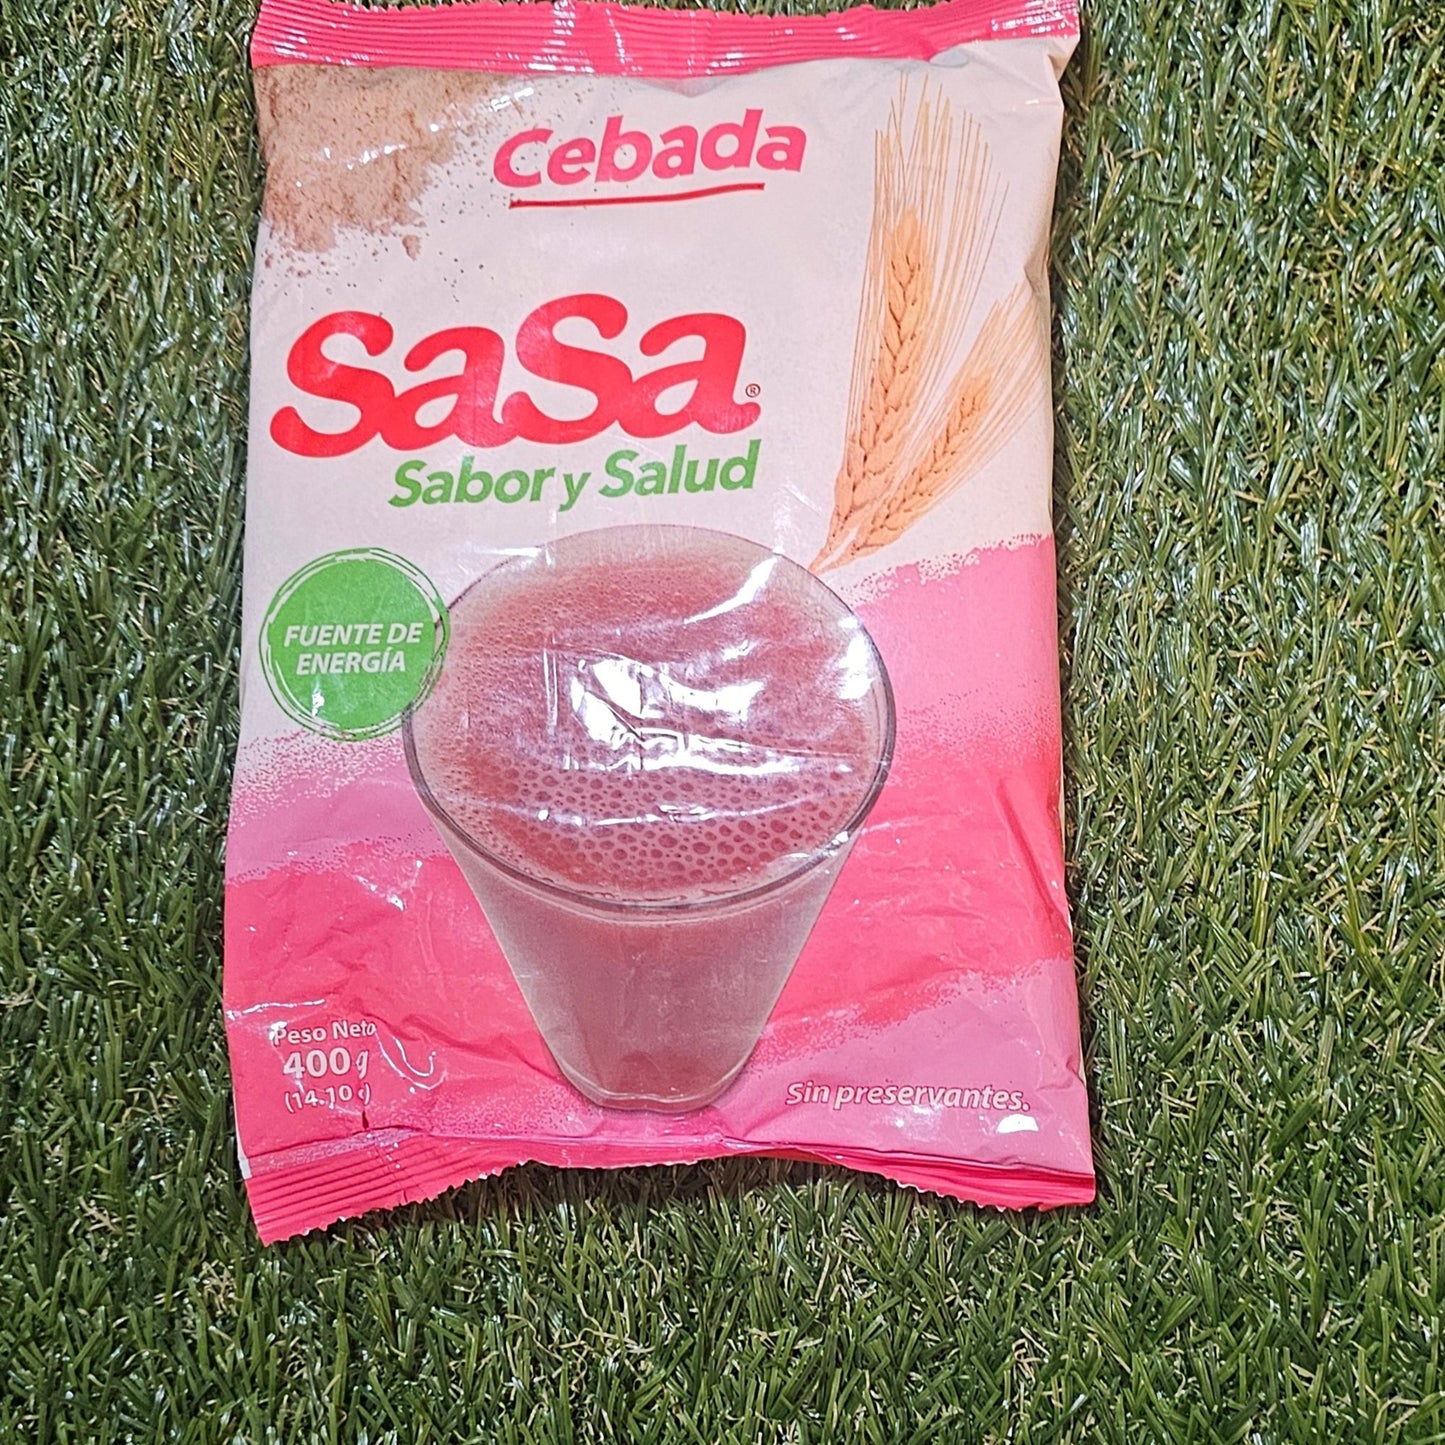 Cebada
sasa®
Sabor y Salud
FUENTE DE
ENERGÍA
Peso Neto
400g
Sin preservantes.